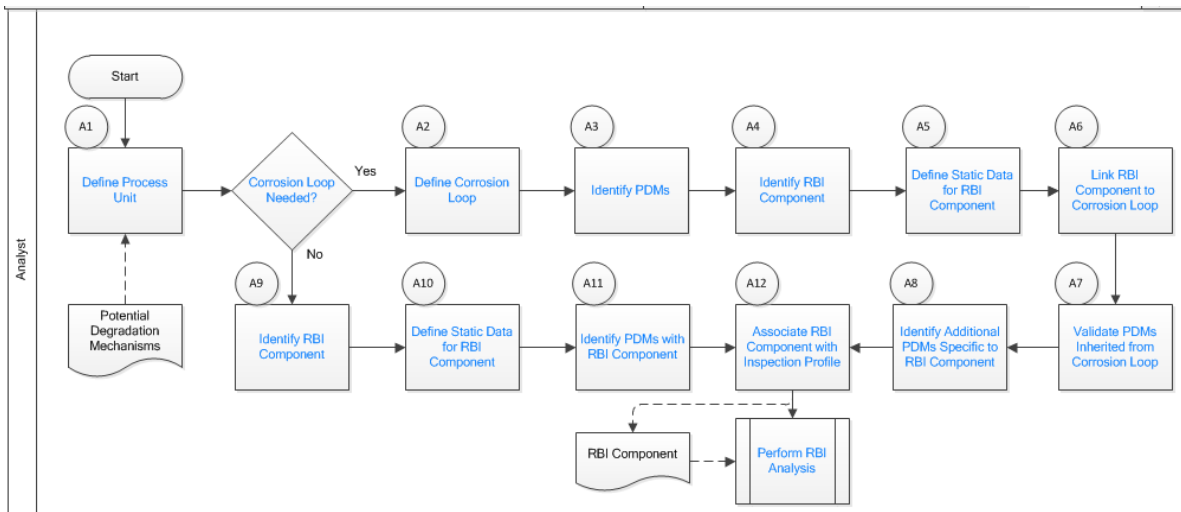 Start
A1
Define Process
Unit
Corrosion Loop
Needed?
Yes
No
A2
Define Corrosion
Loop
A3
Identify PDMs
A4
Identify RBI
Component
A5
Define Static Data
for RBI
Component
A6
Link RBI
Component to
Corrosion Loop
Analyst
Potential
Degradation
Mechanisms
A9
Identify RBI
Component
A10
Define Static Data
for RBI
Component
A11
Identify PDMs with
RBI Component
A12
Associate RBI
Component with
Inspection Profile
A8
Identify Additional
PDMs Specific to
RBI Component
A7
Validate PDMs
Inherited from
Corrosion Loop
RBI Component
Perform RBI
Analysis